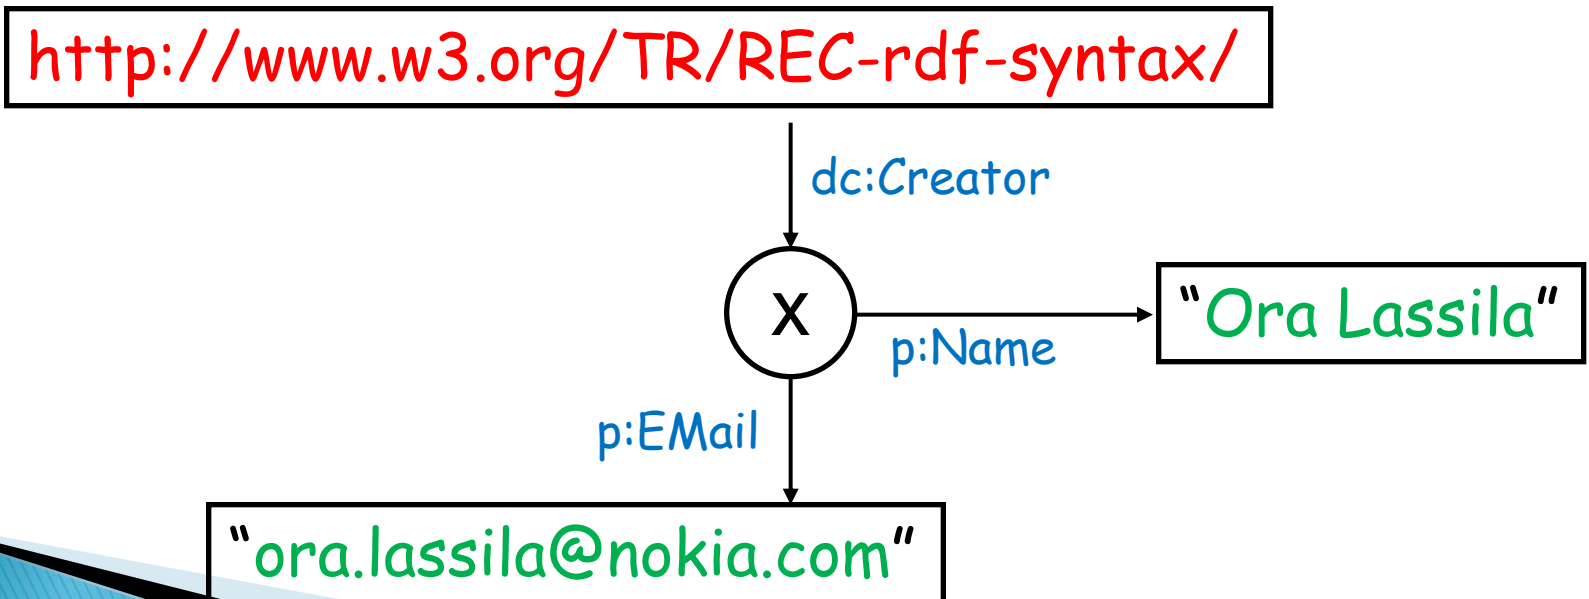 http://www.w3.org/TR/REC-rdf-syntax/
dc:Creator
X
"Ora Lassila"
p:Name
p:EMail
"ora.lassila@nokia.com"